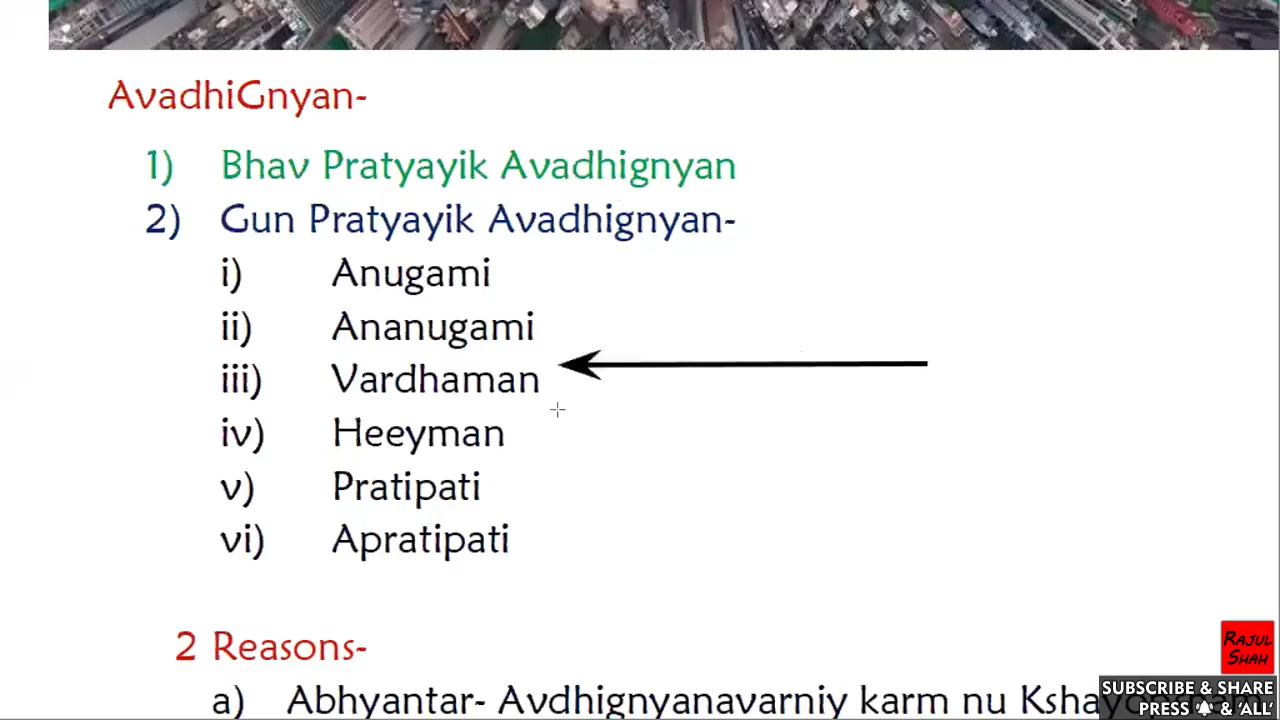 AvadhiGnyan-
1) Bhav Pratyayik Avadhignyan
2) Gun Pratyayik Avadhignyan-
i) Anugami
ii) Ananugami
iii) Vardhaman
iv) Heeyman
v) Pratipati
vi) Apratipati
2 Reasons-
a) Abhyantar- Avdhignyanavarniy karm nu
RAJUL
SHAH
SUBSCRIBE & SHARE
PRESS & 'ALL'